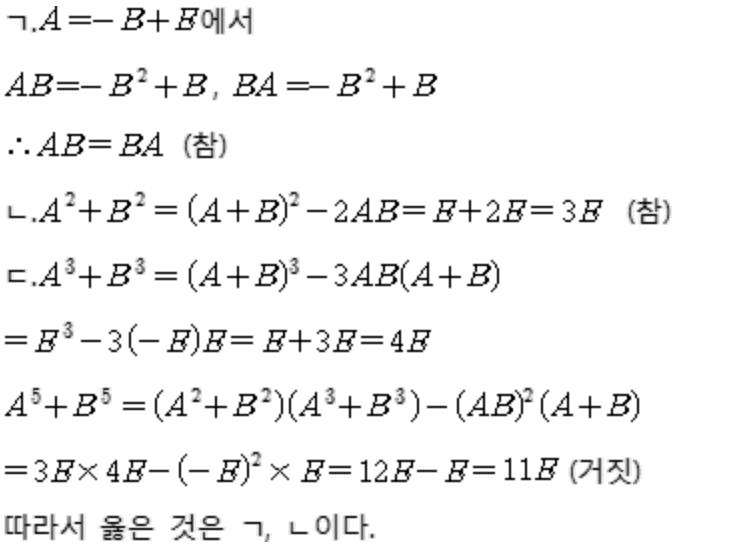 ㄱ.A=-B+E에서
AB=-B²+B, BA=-B²+B
∴AB=BA (참)
ㄴ.A²+B²=(A+B)²-2AB=E+2E=3E (참)
ㄷ.A³+B³=(A+B)³-3AB(A+B)
=E³-3(-E)E=E+3E=4E
A⁵+B⁵=(A²+B²)(A³+B³)-(AB)²(A+B)
=3E×4E-(-E)²×E=12E-E=11E (거짓)
따라서 옳은 것은 ㄱ, ㄴ이다.